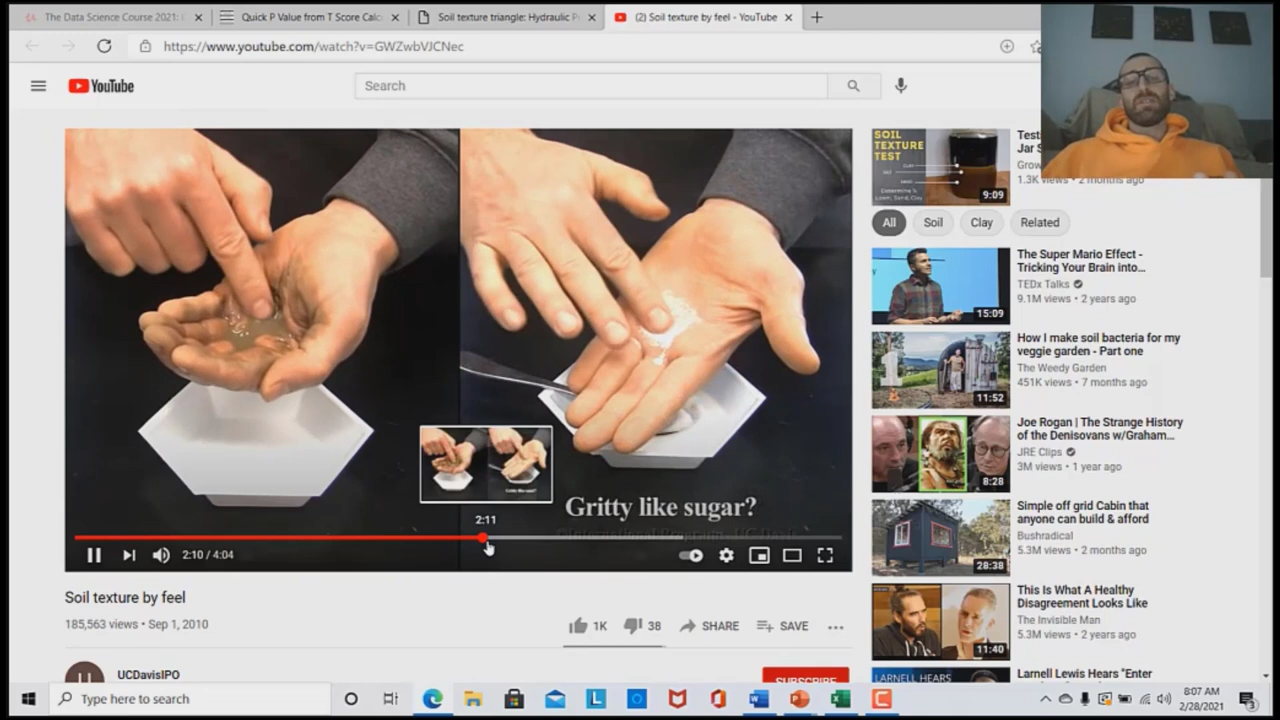 The Data Science Course 2021:
Quick P Value from T Score Calc
Soil texture triangle: Hydraulic P
(2) Soil texture by feel - YouTube
https://www.youtube.com/watch?v=GWZwbVJCNec
YouTube
Search
Gritty like sugar?
2:11
2:10 / 4:04
Soil texture by feel
185,563 views • Sep 1, 2010
1K
38
SHARE
SAVE
UCDavisIPO
SUBSCRIBE
SOIL
TEXTURE
TEST
9:09
Testi
Jar S
Grow
1.3K views • 2 months ago
All
Soil
Clay
Related
15:09
The Super Mario Effect -
Tricking Your Brain into...
TEDx Talks
9.1M views • 2 years ago
11:52
How I make soil bacteria for my
veggie garden - Part one
The Weedy Garden
451K views • 7 months ago
8:28
Joe Rogan | The Strange History
of the Denisovans w/Graham...
JRE Clips
3M views • 1 year ago
28:38
Simple off grid Cabin that
anyone can build & afford
Bushradical
5.3M views • 2 months ago
11:40
This Is What A Healthy
Disagreement Looks Like
The Invisible Man
5.3M views • 2 years ago
LARNELL HEARS
Larnell Lewis Hears "Enter
Type here to search
8:07 AM
2/28/2021
3